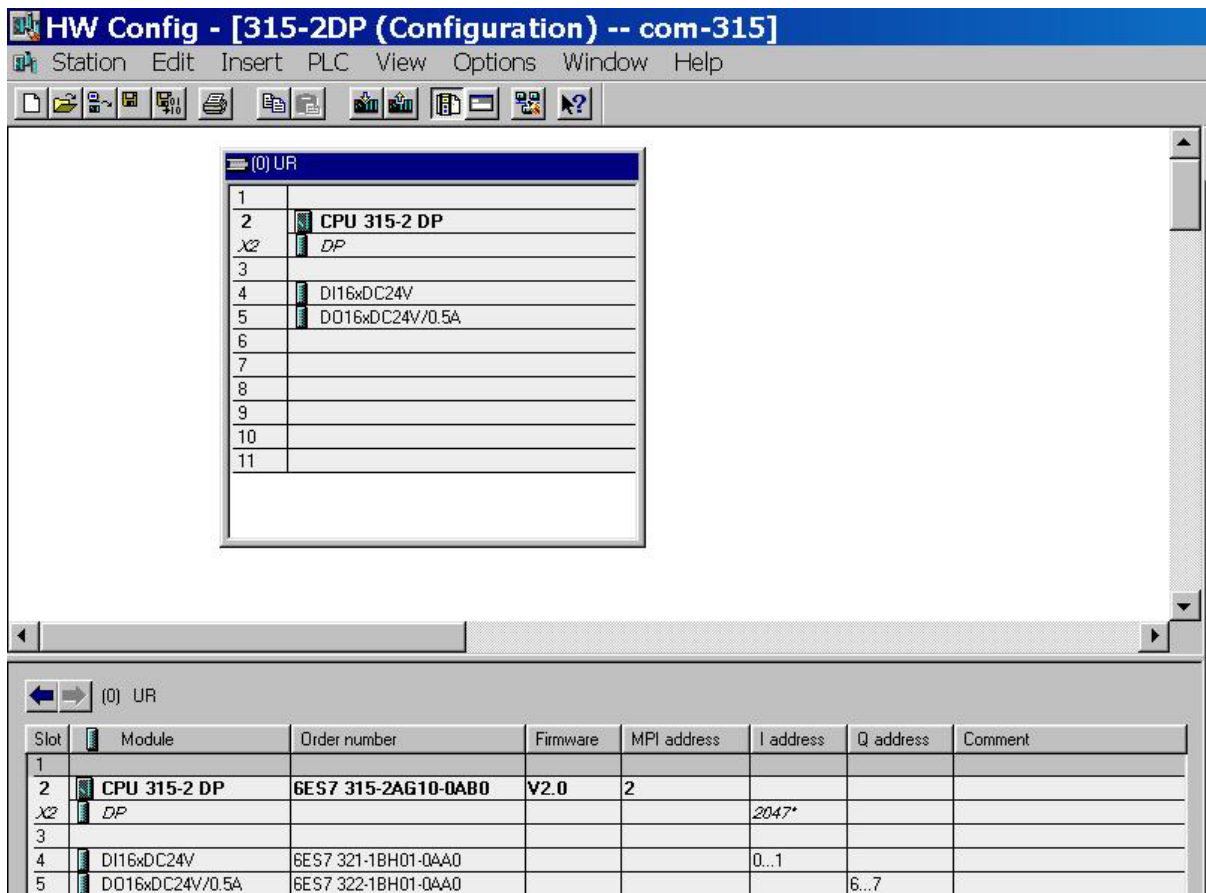 HW Config - [315-2DP (Configuration) -- com-315]
Station Edit Insert PLC View Options Window Help
(0) UR
1
2 CPU 315-2 DP
X2 DP
3
4 DI16xDC24V
5 DO16xDC24V/0.5A
6
7
8
9
10
11
(0) UR
Slot Module Order number Firmware MPI address I address Q address Comment
1
2 CPU 315-2 DP 6ES7 315-2AG10-0AB0 V2.0 2
X2 DP 2047*
3
4 DI16xDC24V 6ES7 321-1BH01-0AA0 0...1
5 DO16xDC24V/0.5A 6ES7 322-1BH01-0AA0 6...7